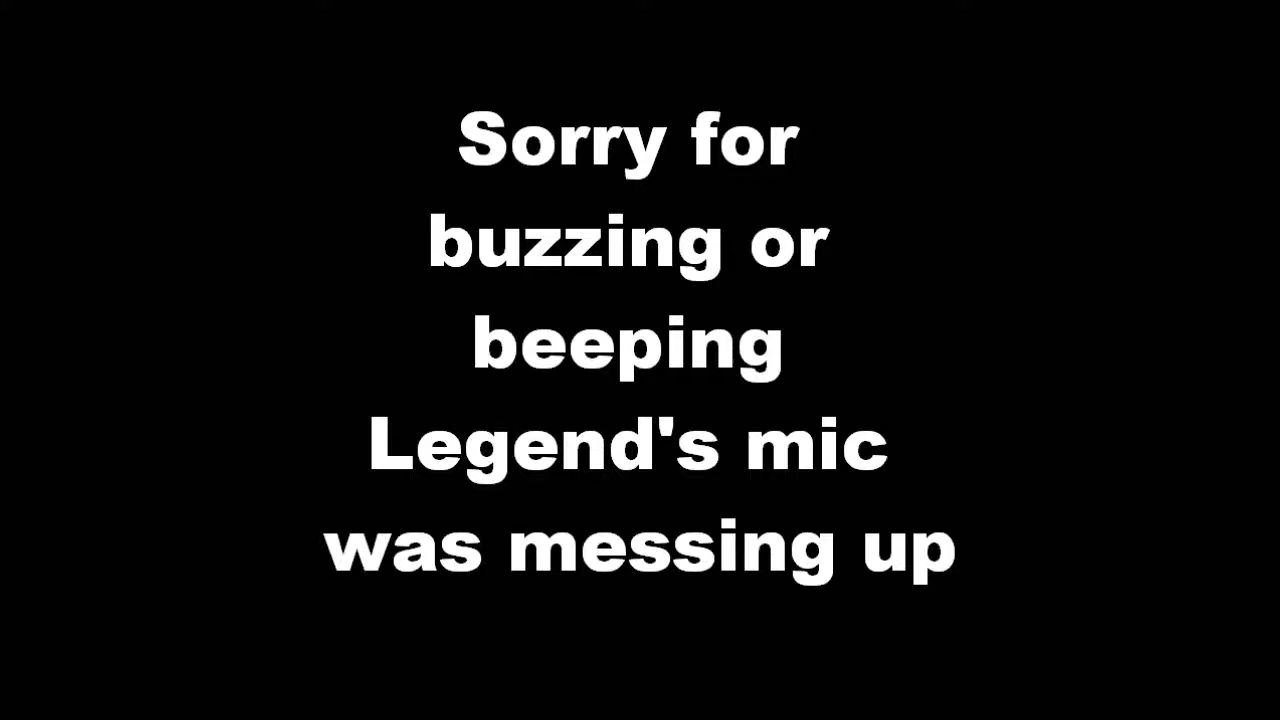 Sorry for
buzzing or
beeping
Legend's mic
was messing up